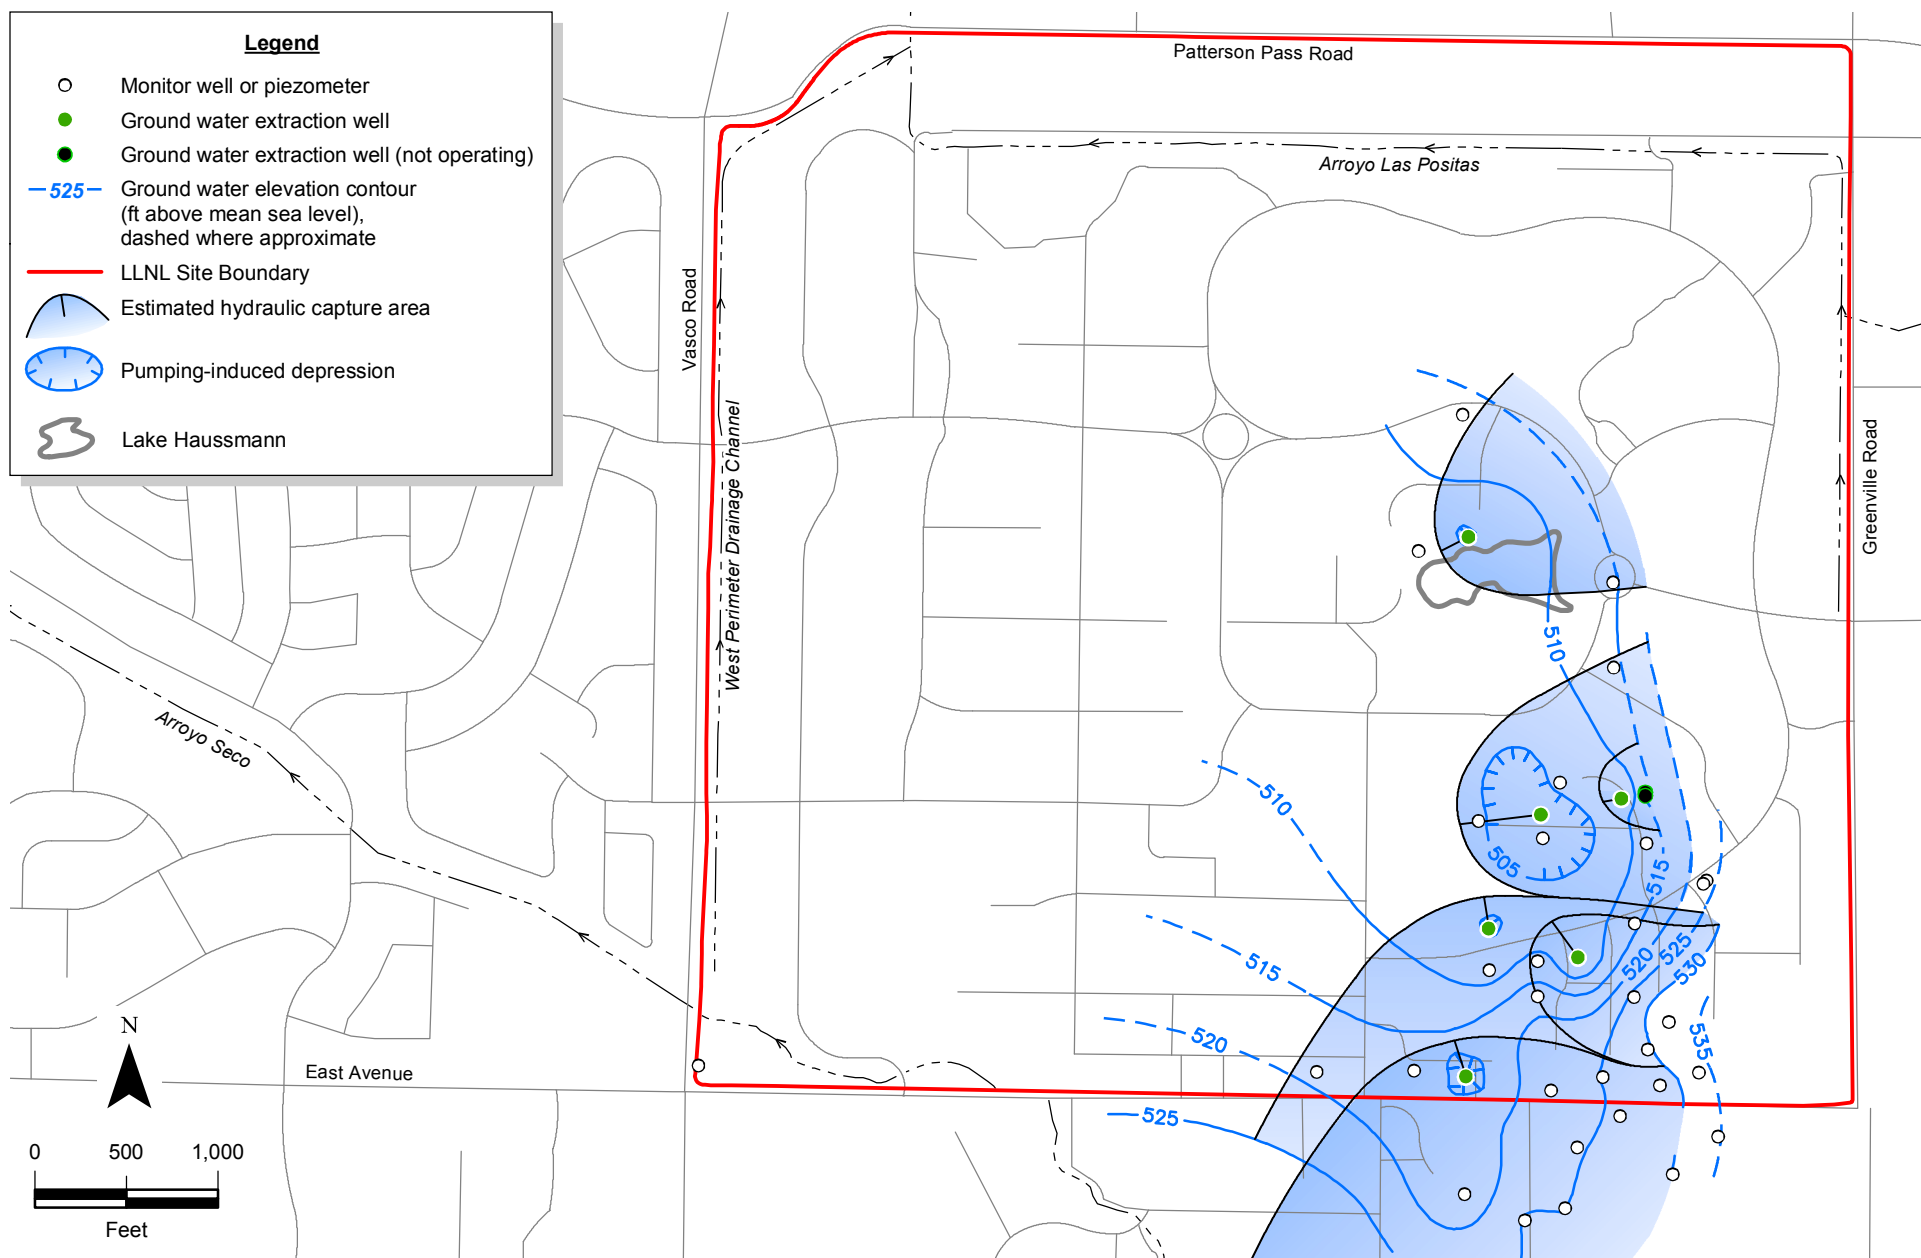 Legend
Monitor well or piezometer
Ground water extraction well
Ground water extraction well (not operating)
525
Ground water elevation contour
(ft above mean sea level),
dashed where approximate
LLNL Site Boundary
Estimated hydraulic capture area
Pumping-induced depression
Lake Haussmann
Patterson Pass Road
Arroyo Las Positas
Vasco Road
West Perimeter Drainage Channel
Greenville Road
Arroyo Seco
510
510
505
515
515
520
525
530
520
535
525
East Avenue
N
0 500 1,000
Feet